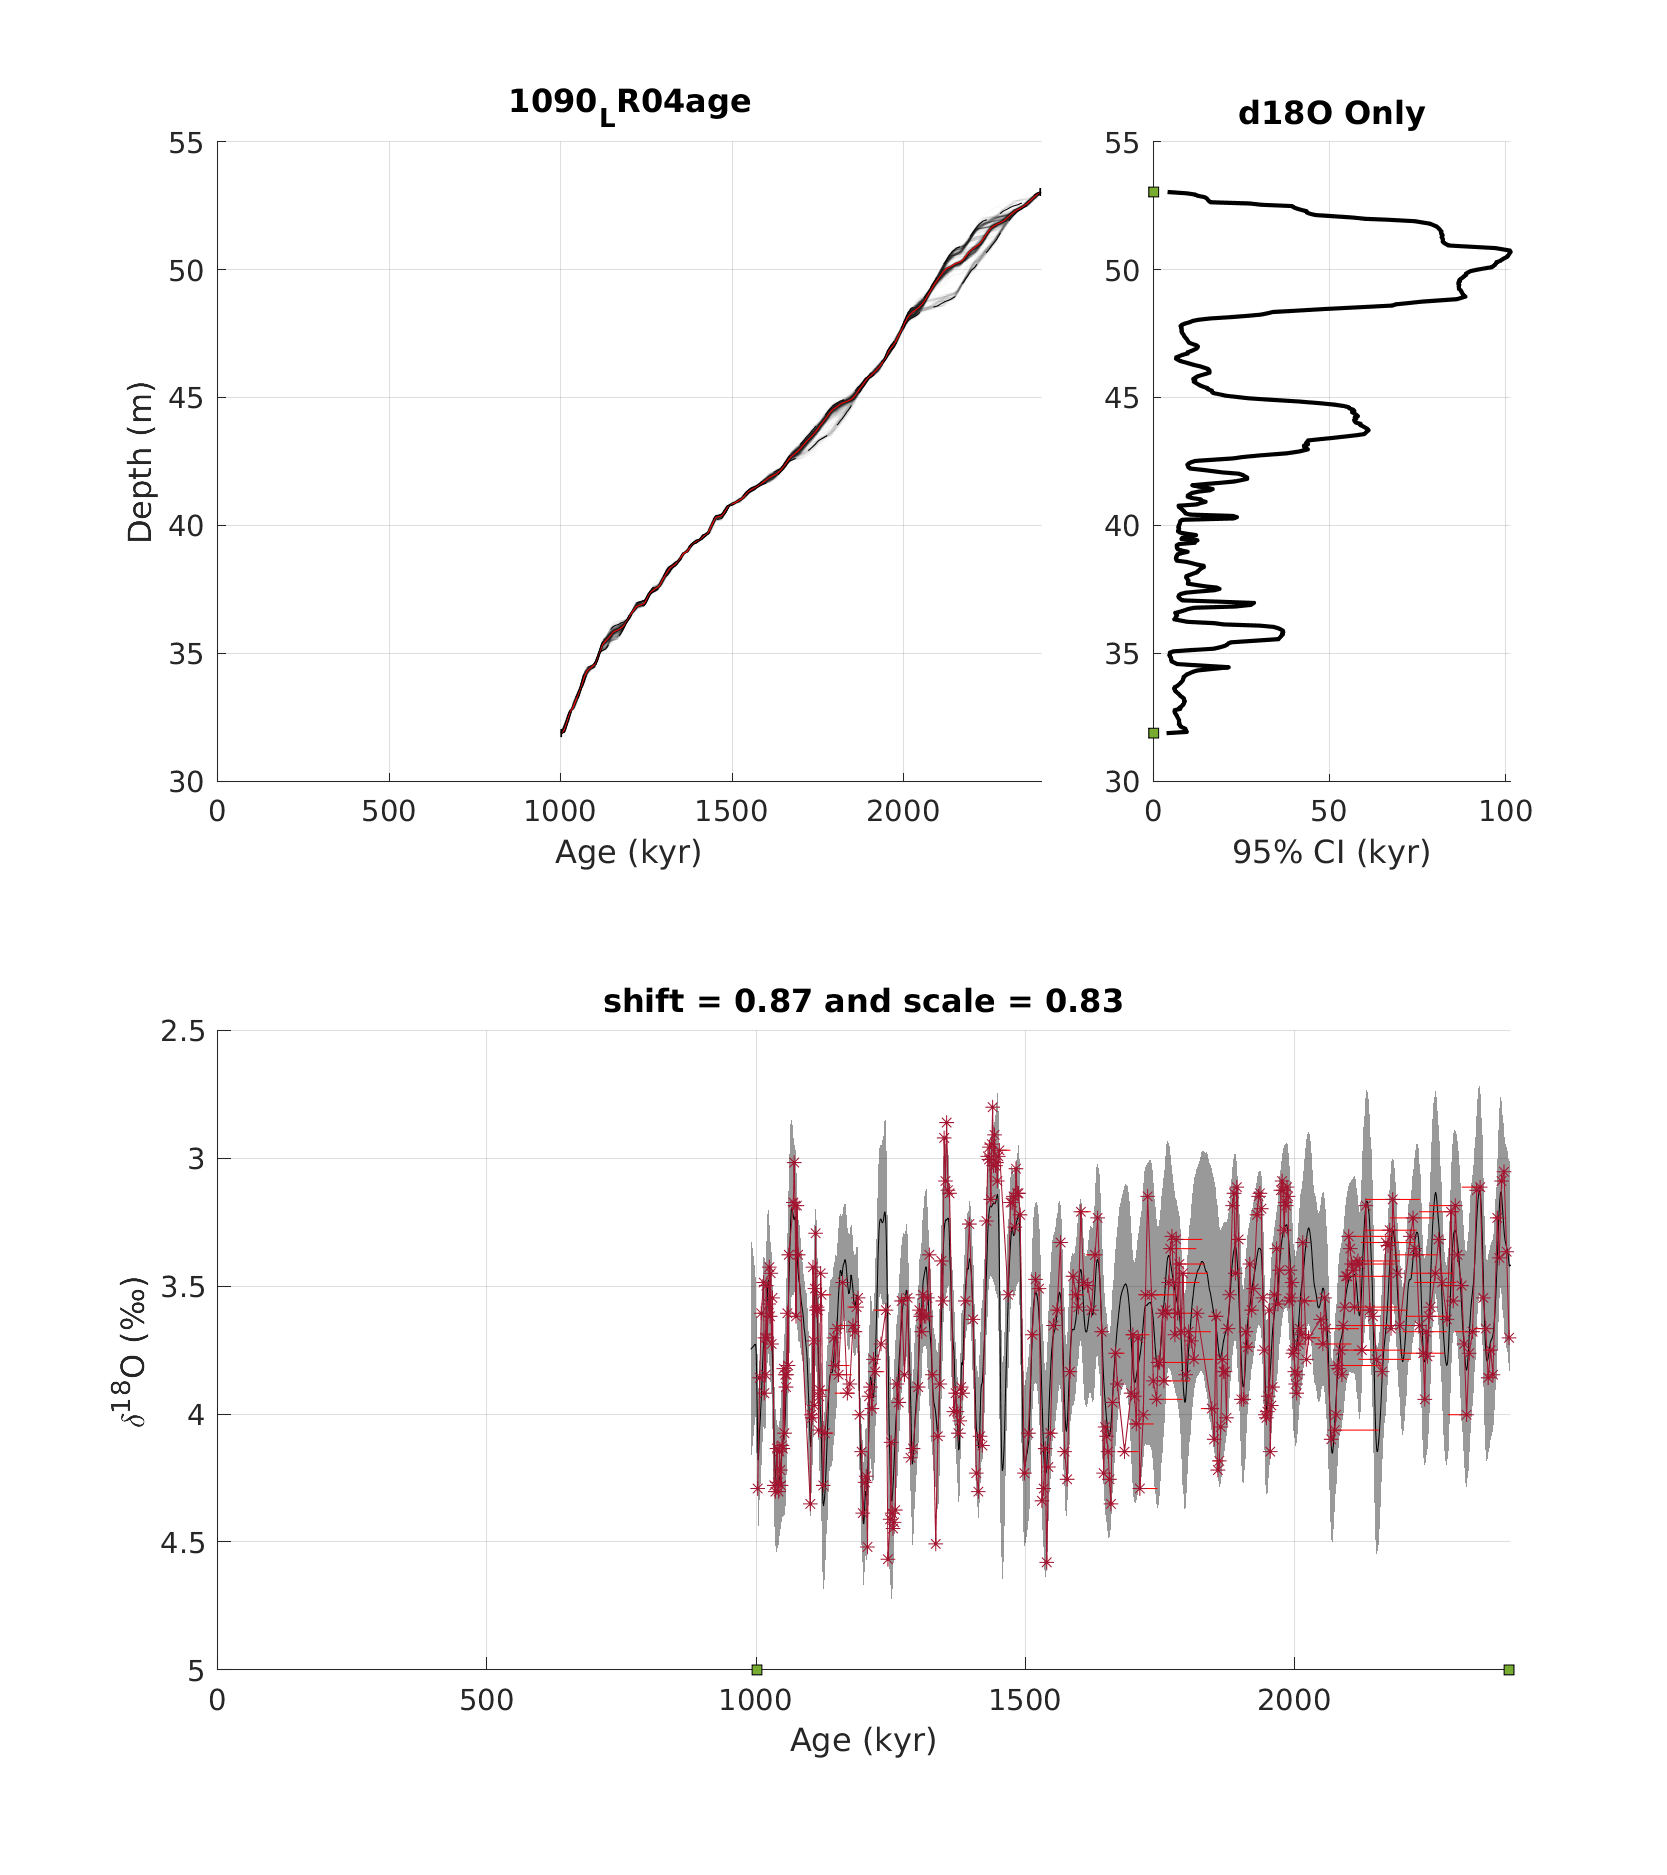 1090LR04age
d18O Only
55
50
45
40
35
30
Depth (m)
0 500 1000 1500 2000
Age (kyr)
55
50
45
40
35
30
0 50 100
95% CI (kyr)
shift = 0.87 and scale = 0.83
2.5
3
3.5
4
4.5
5
δ18O (‰)
0 500 1000 1500 2000
Age (kyr)